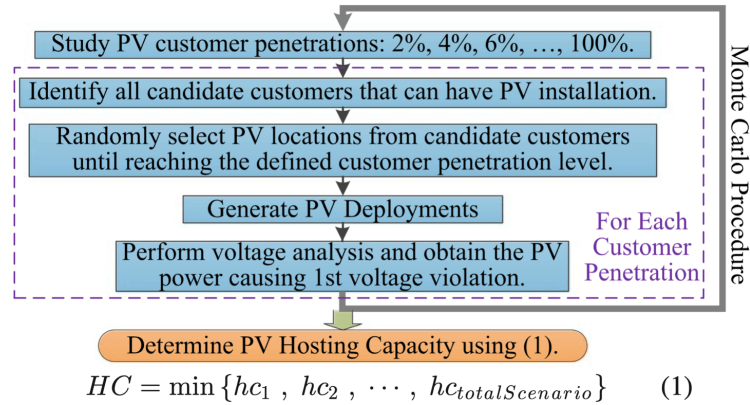 Study PV customer penetrations: 2%, 4%, 6%, …, 100%.
Identify all candidate customers that can have PV installation.
Randomly select PV locations from candidate customers
until reaching the defined customer penetration level.
Generate PV Deployments
Perform voltage analysis and obtain the PV
power causing 1st voltage violation.
For Each
Customer
Penetration
Monte Carlo Procedure
Determine PV Hosting Capacity using (1).
HC = min {hc₁ , hc₂ , ⋯ , hc_{totalScenario}} (1)